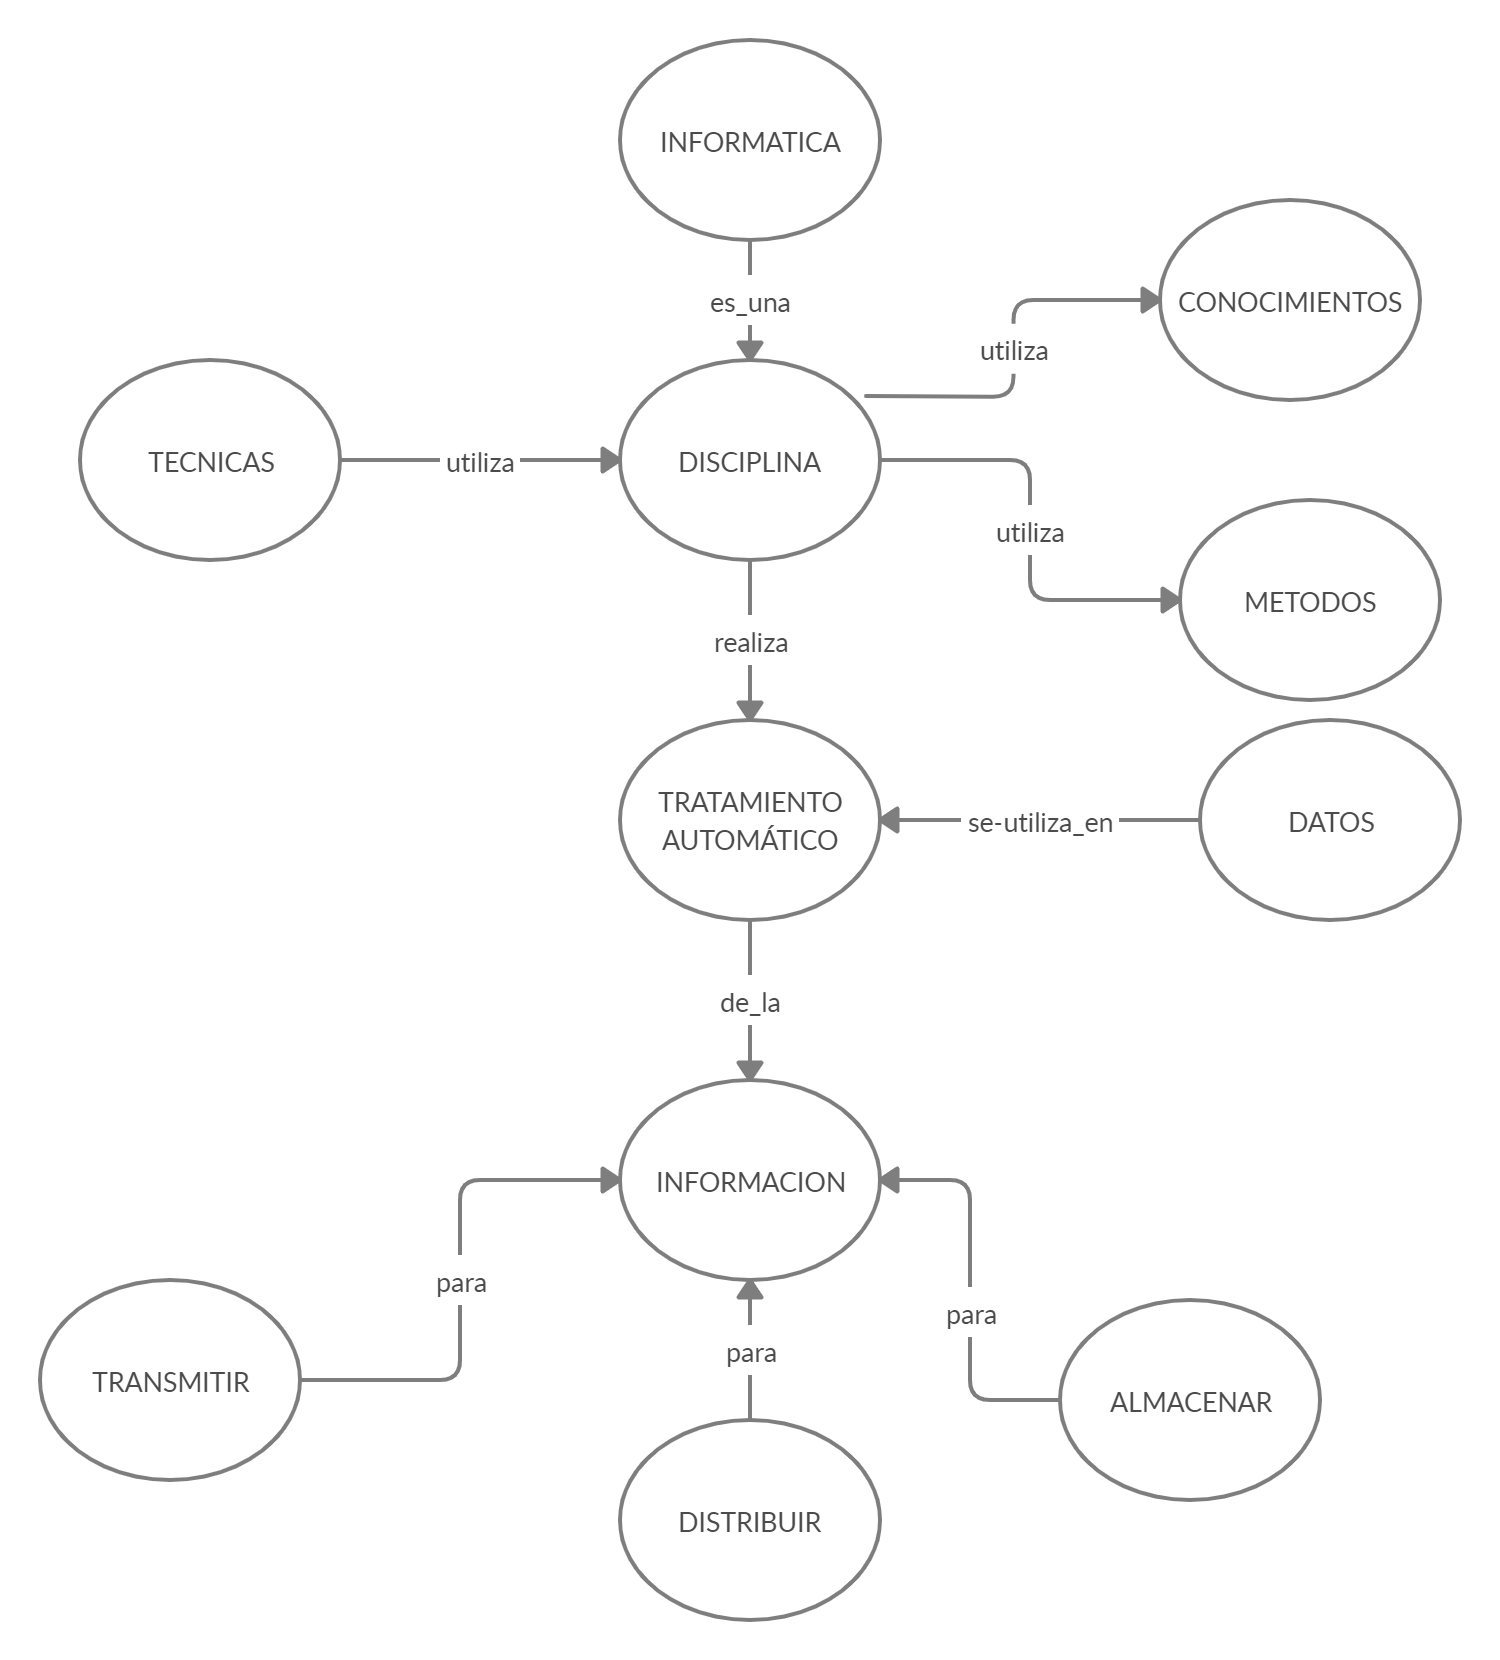 INFORMATICA
es_una
CONOCIMIENTOS
utiliza
TECNICAS
utiliza
DISCIPLINA
utiliza
METODOS
realiza
TRATAMIENTO
AUTOMÁTICO
se-utiliza_en
DATOS
de_la
INFORMACION
para
para
para
TRANSMITIR
ALMACENAR
DISTRIBUIR